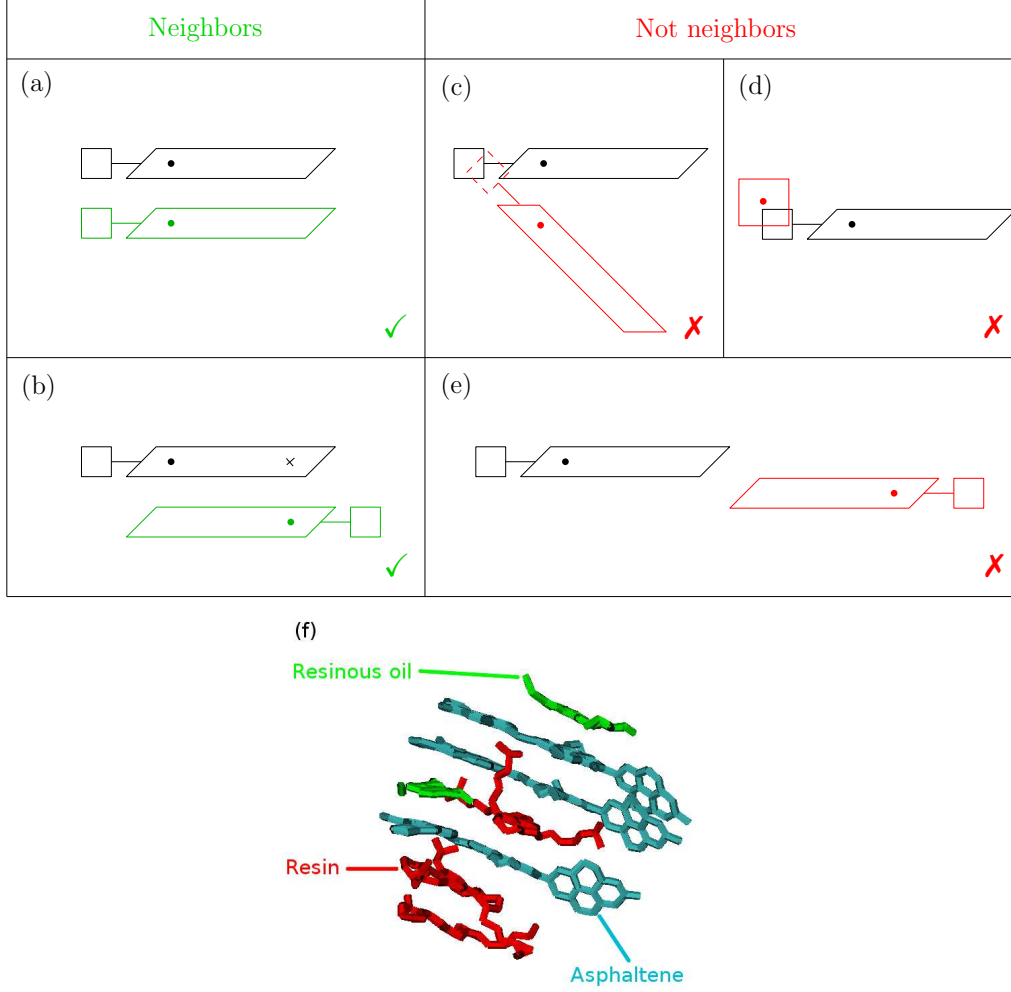 Neighbors
Not neighbors
(a)
(c)
(d)
✓
✗
✗
(b)
(e)
✓
✗
(f)
Resinous oil
Resin
Asphaltene